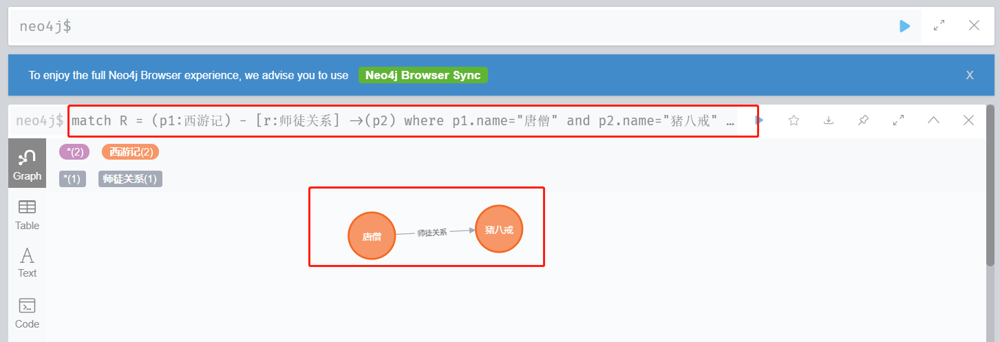 neo4j$
To enjoy the full Neo4j Browser experience, we advise you to use Neo4j Browser Sync X
neo4j$ match R = (p1:西游记) - [r:师徒关系] ->(p2) where p1.name="唐僧" and p2.name="猪八戒" …
*(2) 西游记(2)
*(1) 师徒关系(1)
Graph
唐僧 师徒关系 猪八戒
Table
Text
Code